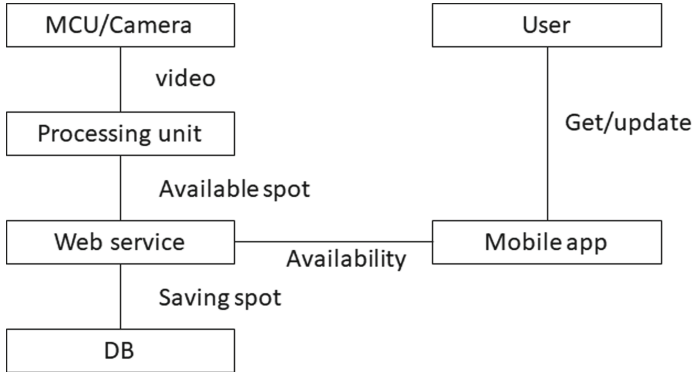 MCU/Camera
User
video
Get/update
Processing unit
Available spot
Web service
Availability
Mobile app
Saving spot
DB